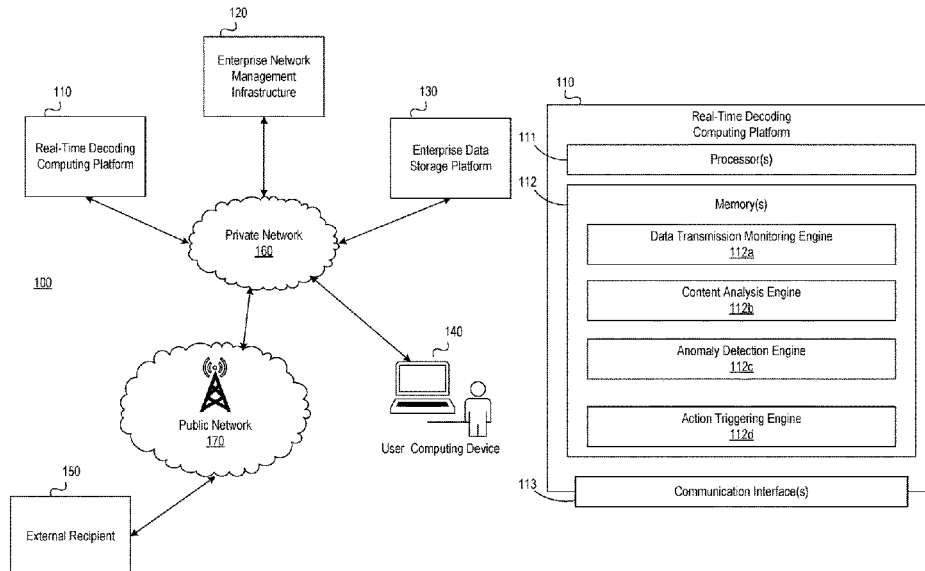 120
Enterprise Network
Management
Infrastructure
110
Real-Time Decoding
Computing Platform
130
Enterprise Data
Storage Platform
Private Network
160
100
140
User Computing Device
Public Network
170
150
External Recipient
110
Real-Time Decoding
Computing Platform
111
Processor(s)
112
Memory(s)
Data Transmission Monitoring Engine
112a
Content Analysis Engine
112b
Anomaly Detection Engine
112c
Action Triggering Engine
112d
113
Communication Interface(s)